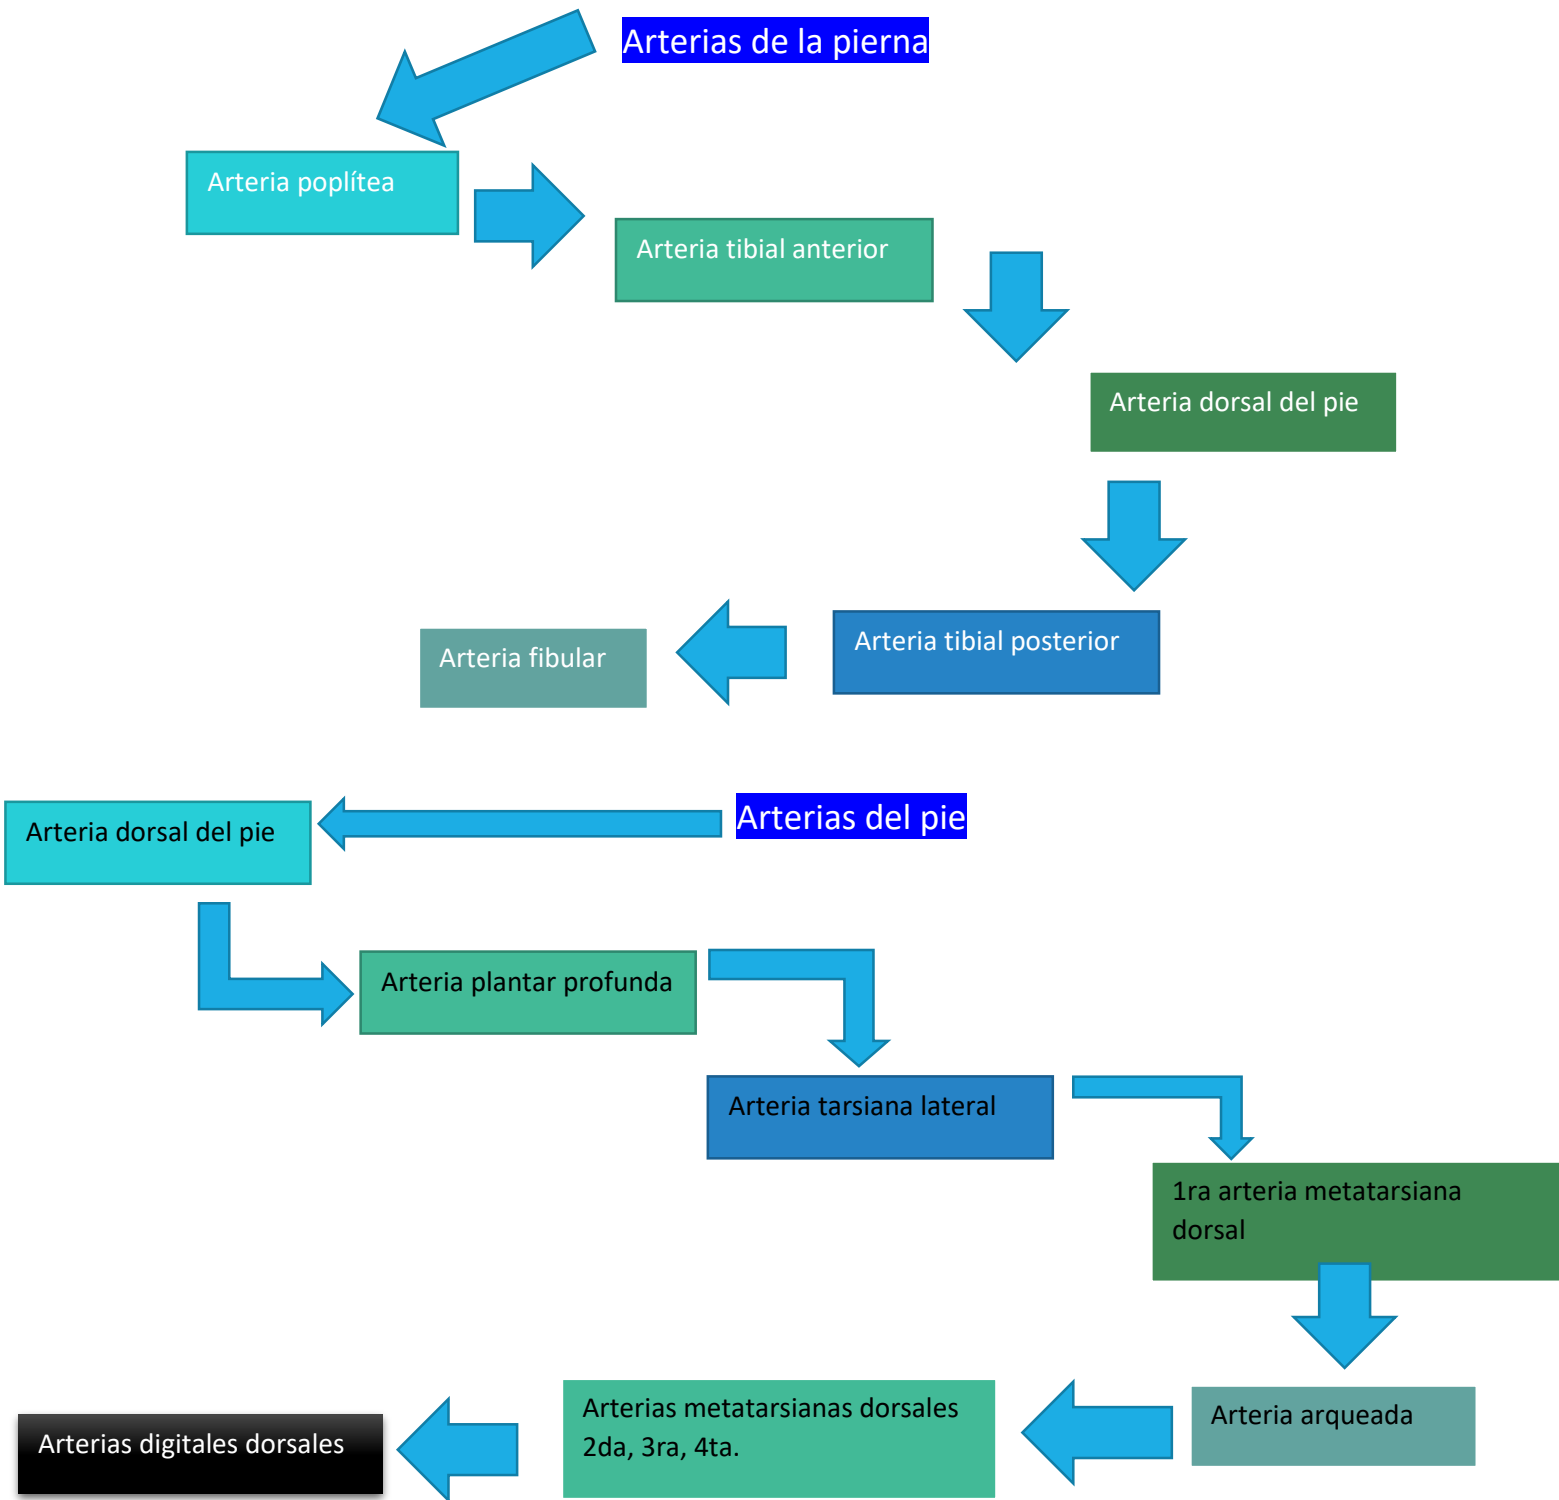 Arterias de la pierna
Arteria poplítea
Arteria tibial anterior
Arteria dorsal del pie
Arteria tibial posterior
Arteria fibular
Arterias del pie
Arteria dorsal del pie
Arteria plantar profunda
Arteria tarsiana lateral
1ra arteria metatarsiana
dorsal
Arteria arqueada
Arterias metatarsianas dorsales
2da, 3ra, 4ta.
Arterias digitales dorsales